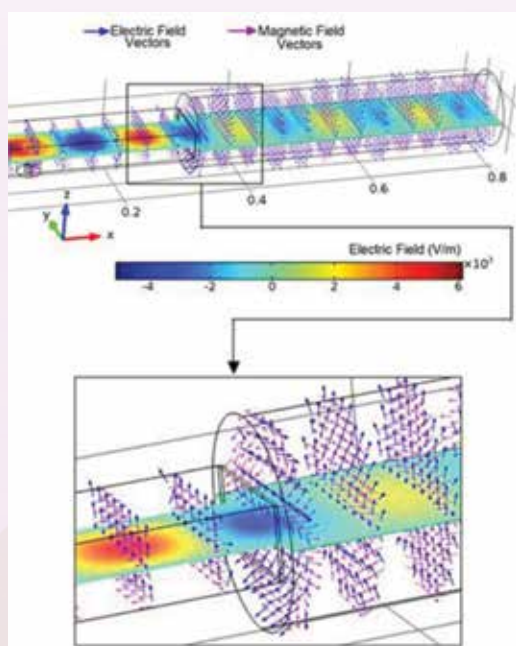 Electric Field Vectors
Magnetic Field Vectors
0.2
0.4
0.6
0.8
z
y
x
Electric Field (V/m)
×10³
-4
-2
0
2
4
6